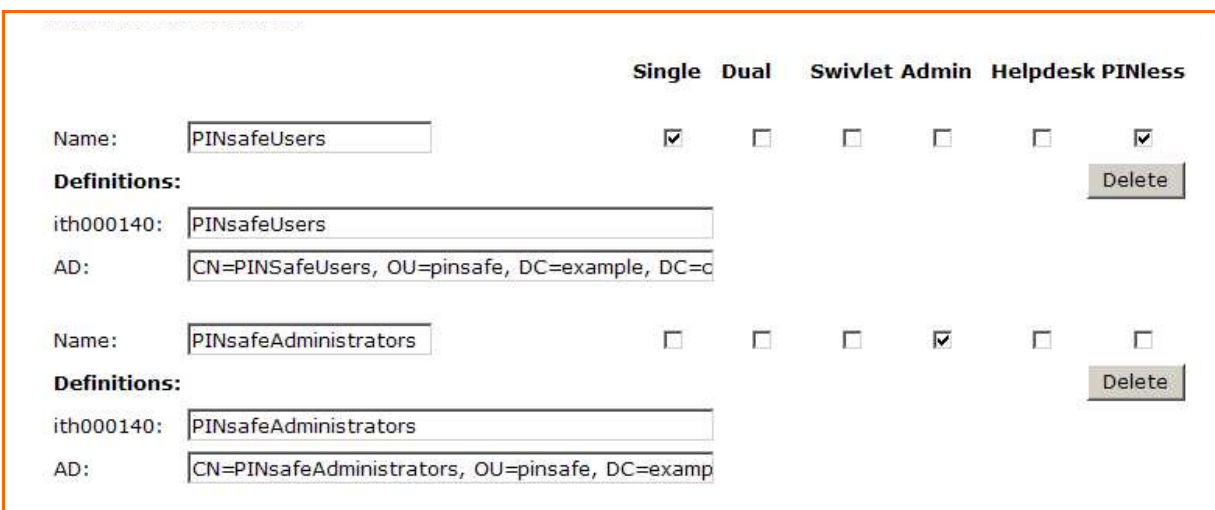 Single Dual Swivlet Admin Helpdesk PINless
Name: PINsafeUsers
Definitions: Delete
ith000140: PINsafeUsers
AD: CN=PINSafeUsers, OU=pinsafe, DC=example, DC=c
Name: PINsafeAdministrators
Definitions: Delete
ith000140: PINsafeAdministrators
AD: CN=PINsafeAdministrators, OU=pinsafe, DC=examp